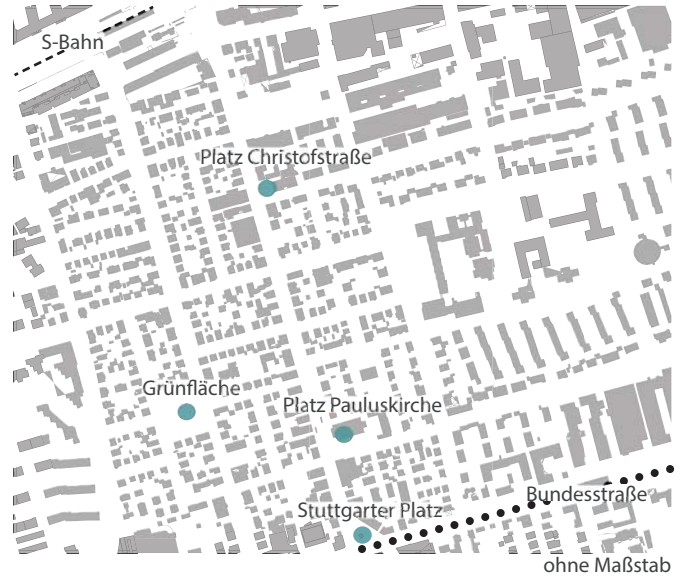 S-Bahn
Platz Christofstraße
Grünfläche
Platz Pauluskirche
Bundesstraße
Stuttgarter Platz
ohne Maßstab